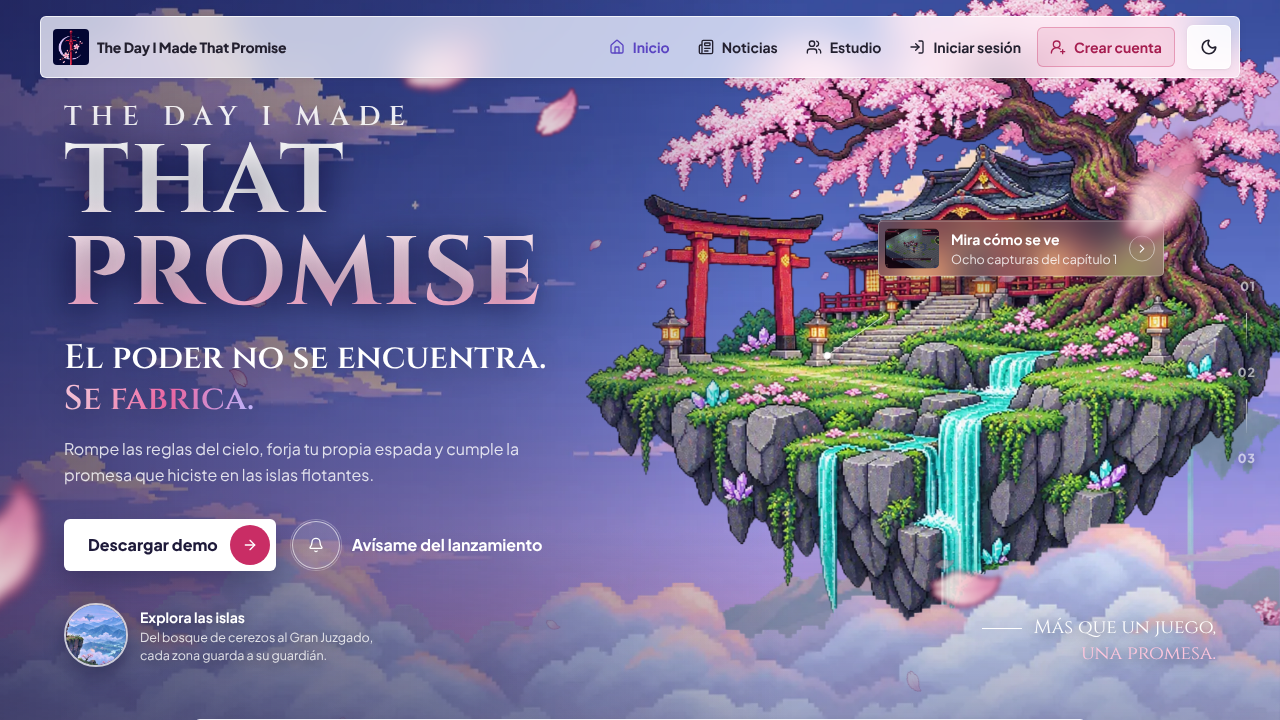 The Day I Made That Promise
Inicio
Noticias
Estudio
Iniciar sesión
Crear cuenta
THE DAY I MADE
THAT
PROMISE
El poder no se encuentra.
Se fabrica.
Rompe las reglas del cielo, forja tu propia espada y cumple la
promesa que hiciste en las islas flotantes.
Descargar demo
Avísame del lanzamiento
Explora las islas
Del bosque de cerezos al Gran Juzgado,
cada zona guarda a su guardián.
Mira cómo se ve
Ocho capturas del capítulo 1
01
02
03
Más que un juego,
una promesa.